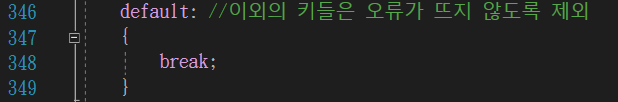 346 default: //이외의 키들은 오류가 뜨지 않도록 제외
347 {
348 break;
349 }